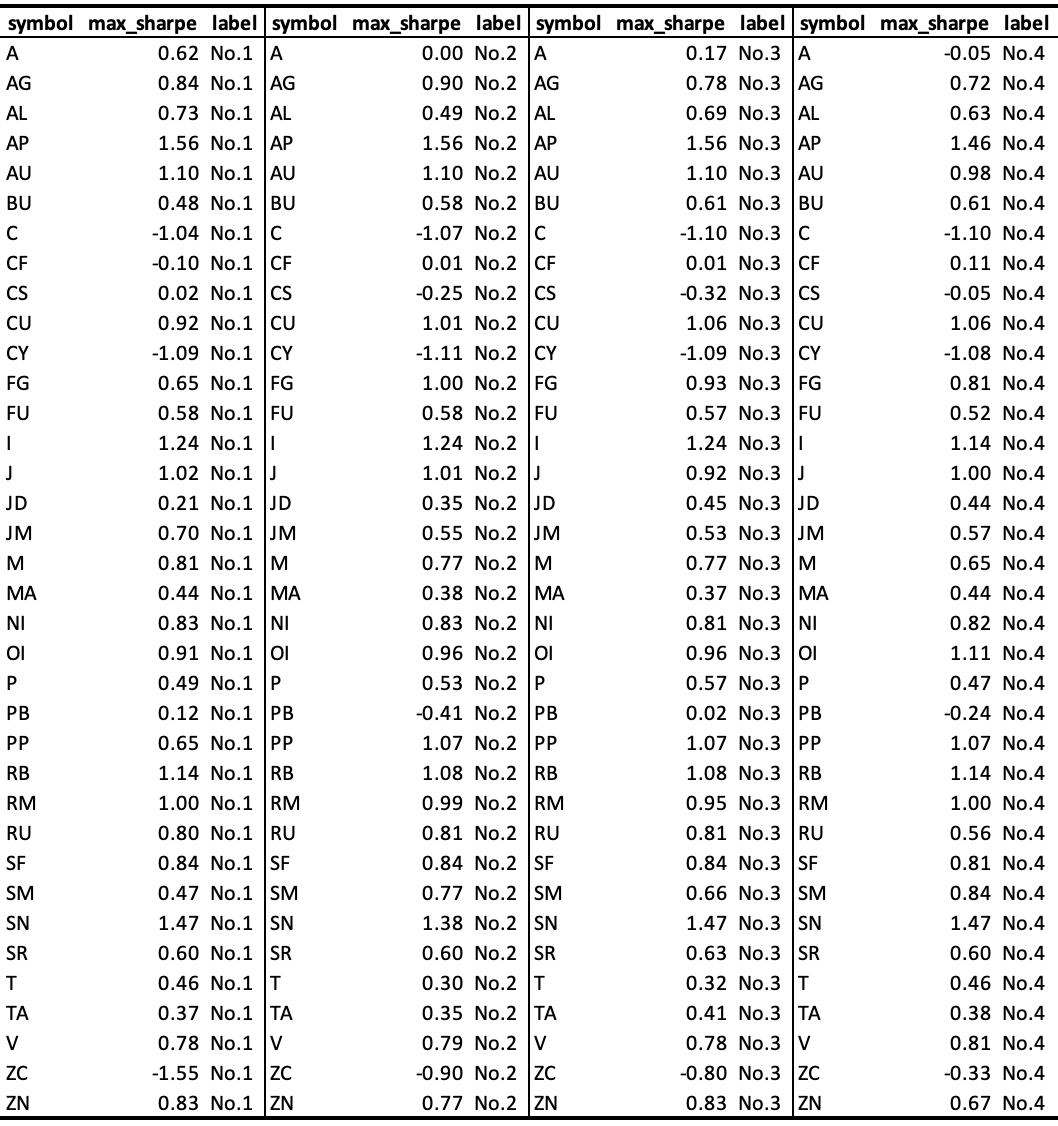 symbol max_sharpe label symbol max_sharpe label symbol max_sharpe label symbol max_sharpe label
A 0.62 No.1 A 0.00 No.2 A 0.17 No.3 A -0.05 No.4
AG 0.84 No.1 AG 0.90 No.2 AG 0.78 No.3 AG 0.72 No.4
AL 0.73 No.1 AL 0.49 No.2 AL 0.69 No.3 AL 0.63 No.4
AP 1.56 No.1 AP 1.56 No.2 AP 1.56 No.3 AP 1.46 No.4
AU 1.10 No.1 AU 1.10 No.2 AU 1.10 No.3 AU 0.98 No.4
BU 0.48 No.1 BU 0.58 No.2 BU 0.61 No.3 BU 0.61 No.4
C -1.04 No.1 C -1.07 No.2 C -1.10 No.3 C -1.10 No.4
CF -0.10 No.1 CF 0.01 No.2 CF 0.01 No.3 CF 0.11 No.4
CS 0.02 No.1 CS -0.25 No.2 CS -0.32 No.3 CS -0.05 No.4
CU 0.92 No.1 CU 1.01 No.2 CU 1.06 No.3 CU 1.06 No.4
CY -1.09 No.1 CY -1.11 No.2 CY -1.09 No.3 CY -1.08 No.4
FG 0.65 No.1 FG 1.00 No.2 FG 0.93 No.3 FG 0.81 No.4
FU 0.58 No.1 FU 0.58 No.2 FU 0.57 No.3 FU 0.52 No.4
I 1.24 No.1 I 1.24 No.2 I 1.24 No.3 I 1.14 No.4
J 1.02 No.1 J 1.01 No.2 J 0.92 No.3 J 1.00 No.4
JD 0.21 No.1 JD 0.35 No.2 JD 0.45 No.3 JD 0.44 No.4
JM 0.70 No.1 JM 0.55 No.2 JM 0.53 No.3 JM 0.57 No.4
M 0.81 No.1 M 0.77 No.2 M 0.77 No.3 M 0.65 No.4
MA 0.44 No.1 MA 0.38 No.2 MA 0.37 No.3 MA 0.44 No.4
NI 0.83 No.1 NI 0.83 No.2 NI 0.81 No.3 NI 0.82 No.4
OI 0.91 No.1 OI 0.96 No.2 OI 0.96 No.3 OI 1.11 No.4
P 0.49 No.1 P 0.53 No.2 P 0.57 No.3 P 0.47 No.4
PB 0.12 No.1 PB -0.41 No.2 PB 0.02 No.3 PB -0.24 No.4
PP 0.65 No.1 PP 1.07 No.2 PP 1.07 No.3 PP 1.07 No.4
RB 1.14 No.1 RB 1.08 No.2 RB 1.08 No.3 RB 1.14 No.4
RM 1.00 No.1 RM 0.99 No.2 RM 0.95 No.3 RM 1.00 No.4
RU 0.80 No.1 RU 0.81 No.2 RU 0.81 No.3 RU 0.56 No.4
SF 0.84 No.1 SF 0.84 No.2 SF 0.84 No.3 SF 0.81 No.4
SM 0.47 No.1 SM 0.77 No.2 SM 0.66 No.3 SM 0.84 No.4
SN 1.47 No.1 SN 1.38 No.2 SN 1.47 No.3 SN 1.47 No.4
SR 0.60 No.1 SR 0.60 No.2 SR 0.63 No.3 SR 0.60 No.4
T 0.46 No.1 T 0.30 No.2 T 0.32 No.3 T 0.46 No.4
TA 0.37 No.1 TA 0.35 No.2 TA 0.41 No.3 TA 0.38 No.4
V 0.78 No.1 V 0.79 No.2 V 0.78 No.3 V 0.81 No.4
ZC -1.55 No.1 ZC -0.90 No.2 ZC -0.80 No.3 ZC -0.33 No.4
ZN 0.83 No.1 ZN 0.77 No.2 ZN 0.83 No.3 ZN 0.67 No.4